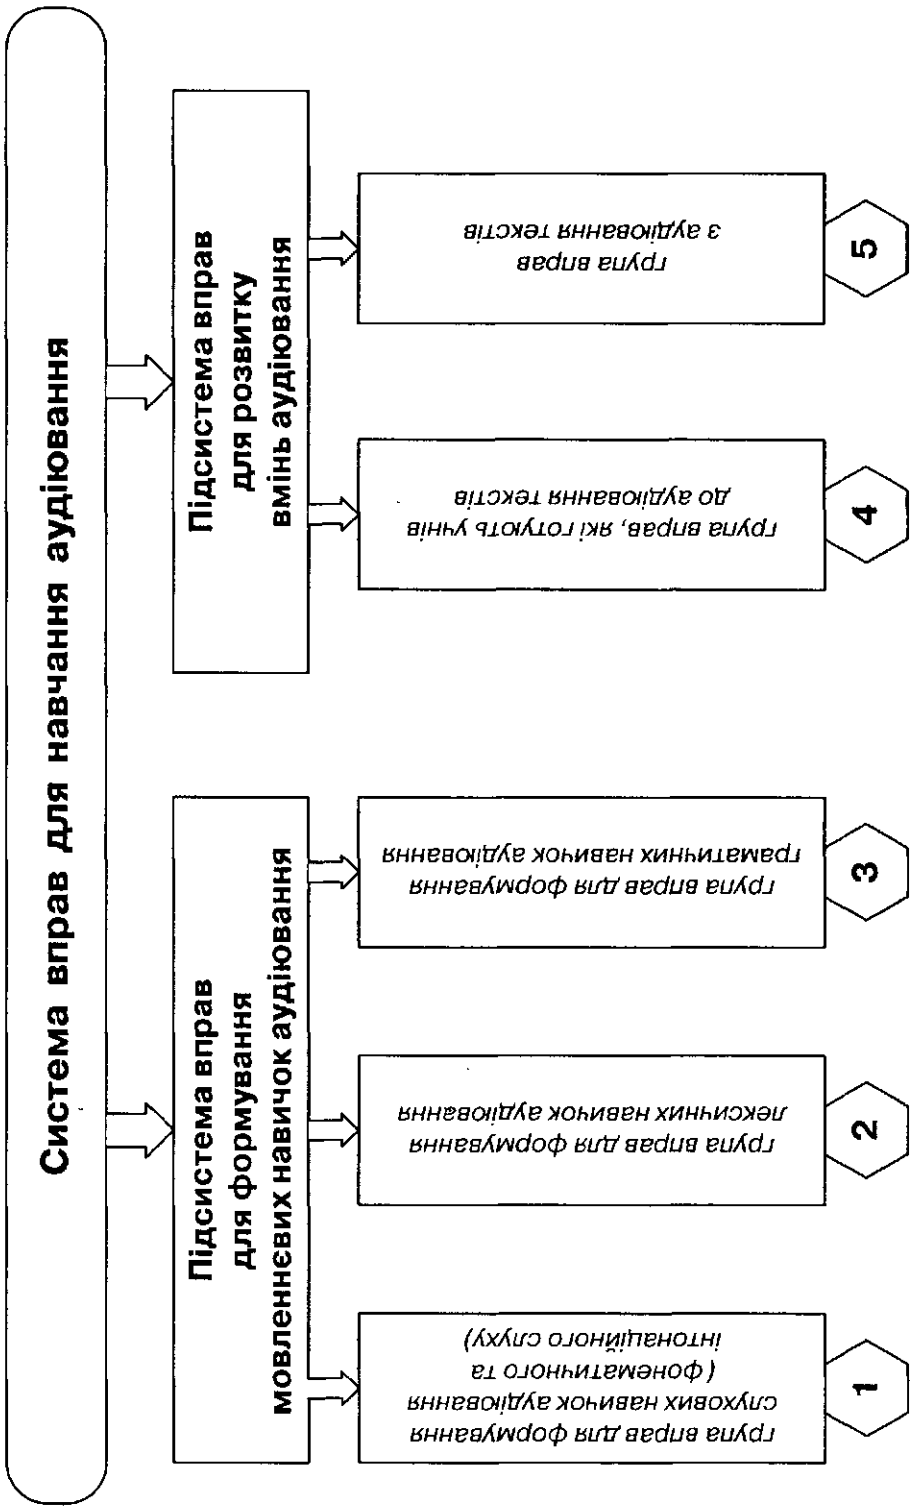 Система вправ для навчання аудіювання
Підсистема вправ
для формування
мовленнєвих навичок аудіювання
Підсистема вправ
для розвитку
вмінь аудіювання
група вправ для формування
слухових навичок аудіювання
(фонематичного та
інтонаційного слуху)
група вправ для формування
лексичних навичок аудіювання
група вправ для формування
граматичних навичок аудіювання
група вправ, які готують учнів
до аудіювання текстів
група вправ
з аудіювання текстів
1
2
3
4
5